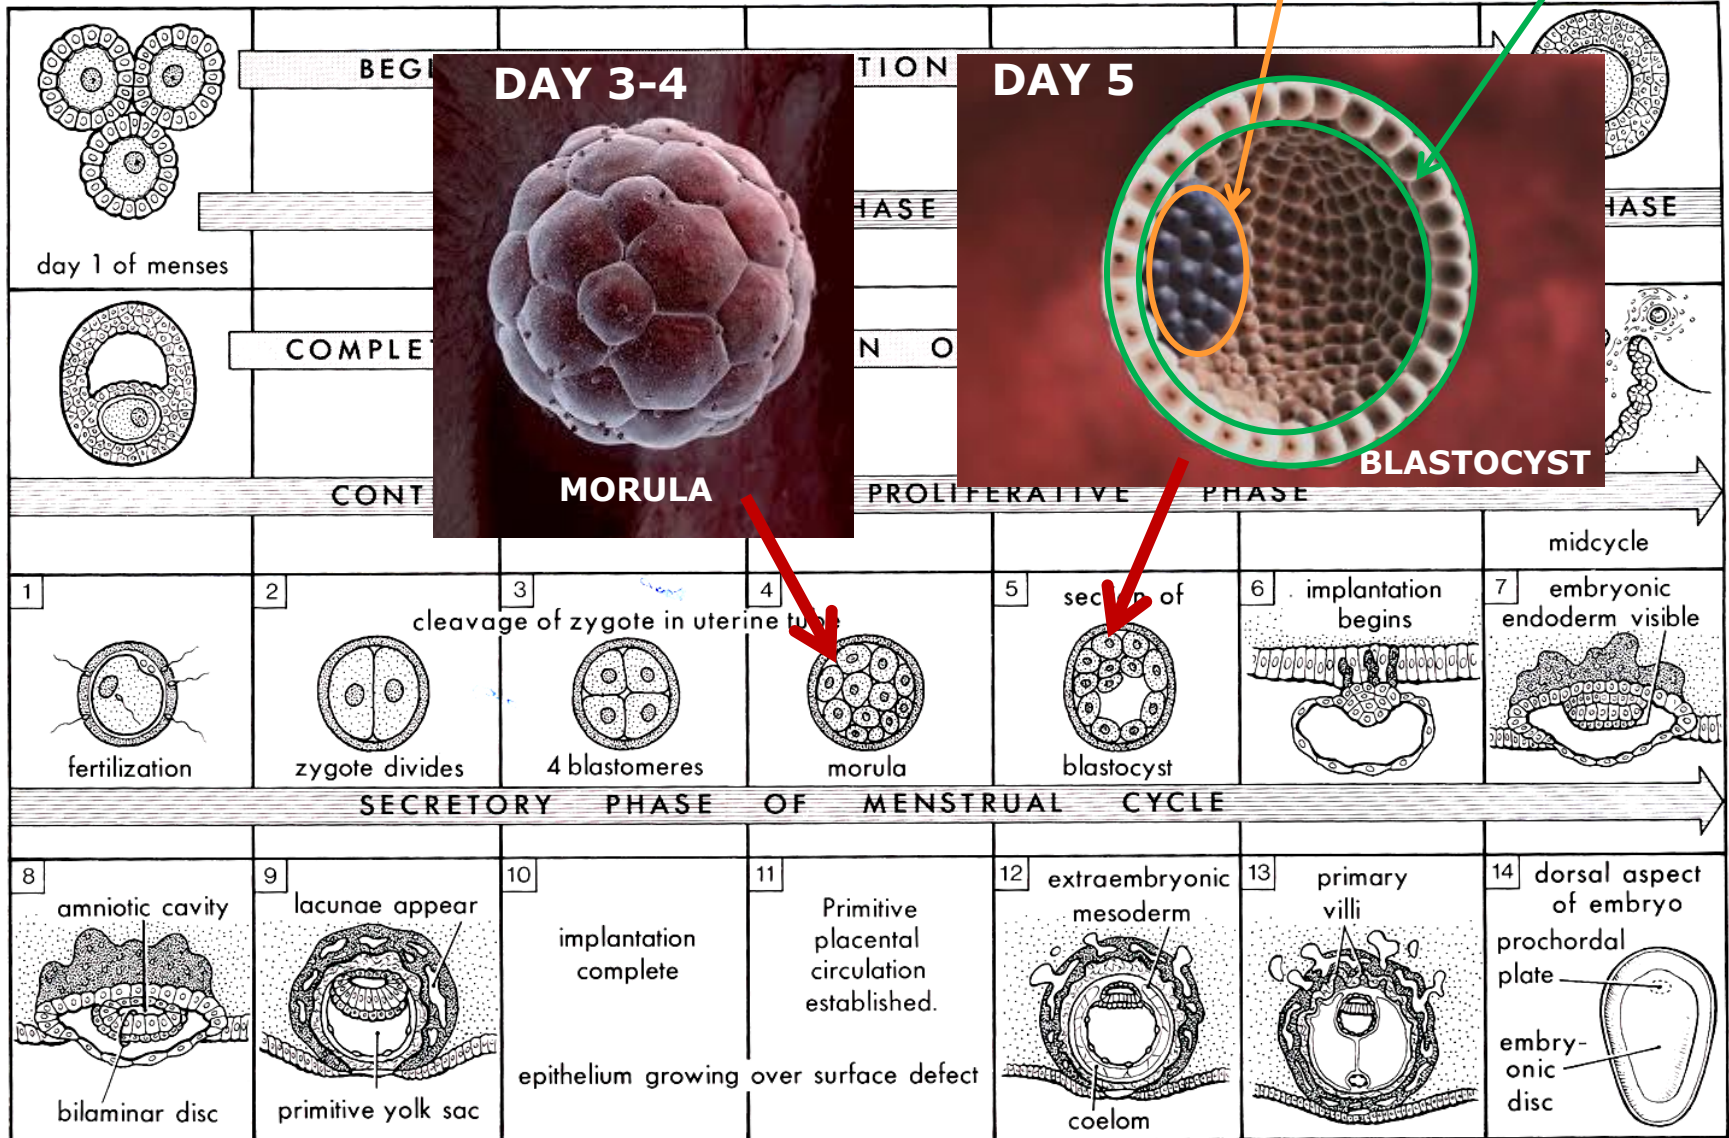 BEG
TION
DAY 3-4
DAY 5
HASE
HASE
day 1 of menses
COMPLET
N O
MORULA
BLASTOCYST
CONT
PROLIFERATIVE PHASE
midcycle
1
2
3
4
5
section of
6
implantation
begins
7
embryonic
endoderm visible
cleavage of zygote in uterine tube
fertilization
zygote divides
4 blastomeres
morula
blastocyst
SECRETORY PHASE OF MENSTRUAL CYCLE
8
amniotic cavity
bilaminar disc
9
lacunae appear
primitive yolk sac
10
implantation
complete
11
Primitive
placental
circulation
established.
epithelium growing over surface defect
12
extraembryonic
mesoderm
coelom
13
primary
villi
14
dorsal aspect
of embryo
prochordal
plate
embry-
onic
disc